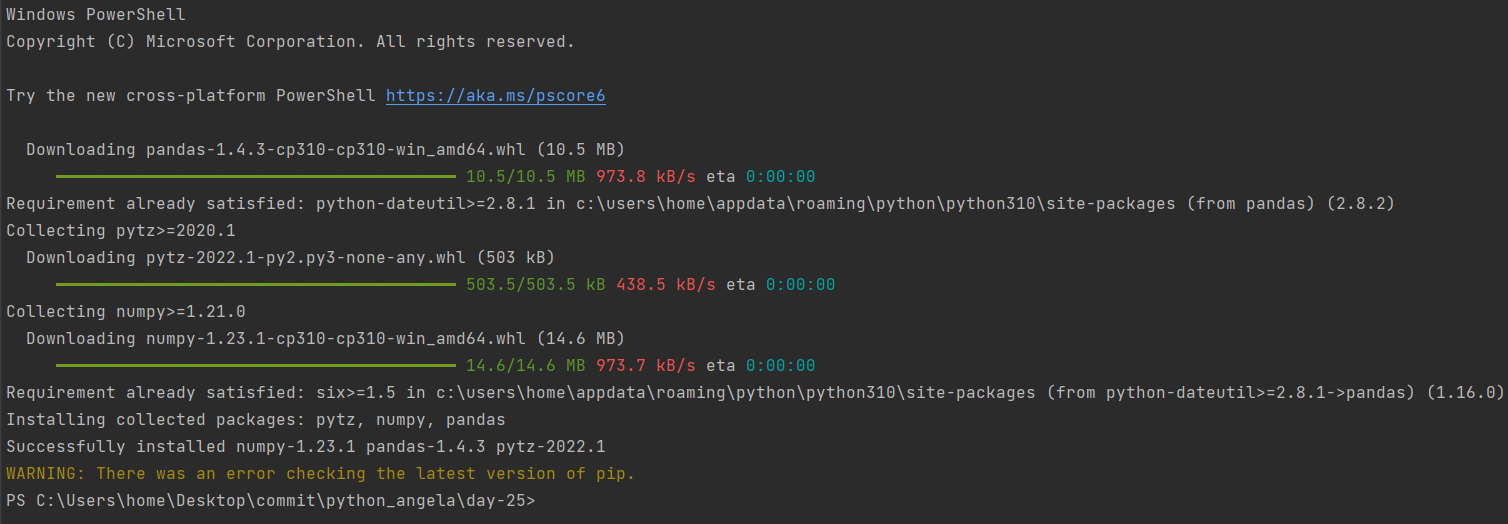 Windows PowerShell
Copyright (C) Microsoft Corporation. All rights reserved.
Try the new cross-platform PowerShell https://aka.ms/pscore6
Downloading pandas-1.4.3-cp310-cp310-win_amd64.whl (10.5 MB)
10.5/10.5 MB 973.8 kB/s eta 0:00:00
Requirement already satisfied: python-dateutil>=2.8.1 in c:\users\home\appdata\roaming\python\python310\site-packages (from pandas) (2.8.2)
Collecting pytz>=2020.1
Downloading pytz-2022.1-py2.py3-none-any.whl (503 kB)
503.5/503.5 kB 438.5 kB/s eta 0:00:00
Collecting numpy>=1.21.0
Downloading numpy-1.23.1-cp310-cp310-win_amd64.whl (14.6 MB)
14.6/14.6 MB 973.7 kB/s eta 0:00:00
Requirement already satisfied: six>=1.5 in c:\users\home\appdata\roaming\python\python310\site-packages (from python-dateutil>=2.8.1->pandas) (1.16.0)
Installing collected packages: pytz, numpy, pandas
Successfully installed numpy-1.23.1 pandas-1.4.3 pytz-2022.1
WARNING: There was an error checking the latest version of pip.
PS C:\Users\home\Desktop\commit\python_angela\day-25>